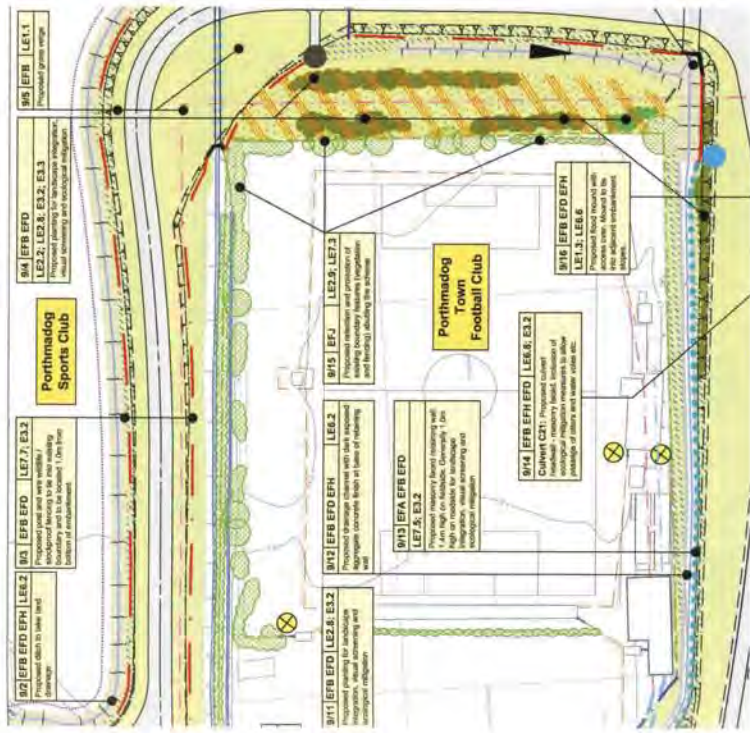 9/2 EFB EFD EFH LE6.2
Proposed ditch to take land
drainage
9/3 EFB EFD LE7.7; E3.2
Proposed post and wire wildlife /
stockproof fencing to tie into existing
boundary and to be located 1.0m from
bottom of embankment
Porthmadog
Sports Club
9/4 EFB EFD
LE2.2; LE2.8; E3.2; E3.3
Proposed planting for landscape integration,
visual screening and ecological mitigation
9/5 EFB LE1.1
Proposed grass verge
9/11 EFB EFD LE2.8; E3.2
Proposed planting for landscape
integration, visual screening and
ecological mitigation
9/12 EFB EFD EFH LE6.2
Proposed drainage channel with dark exposed
aggregate concrete finish at base of retaining
wall
9/15 EFJ LE2.9; LE7.3
Proposed retention and protection of
existing boundary features (vegetation
and fencing) abutting the scheme
9/13 EFA EFB EFD
LE7.5; E3.2
Proposed masonry faced retaining wall;
1.4m high on fieldside. Generally 1.0m
high on roadside for landscape
integration, visual screening and
ecological mitigation
Porthmadog
Town
Football Club
9/14 EFB EFH EFD LE6.8; E3.2
Culvert C21: Proposed culvert
headwall - masonry faced. Inclusion of
ecological mitigation measures to allow
passage of otters and water voles etc.
9/16 EFB EFD EFH
LE1.3; LE6.6
Proposed flood mound with
access over. Mound to tie
into adjacent embankment
slopes.